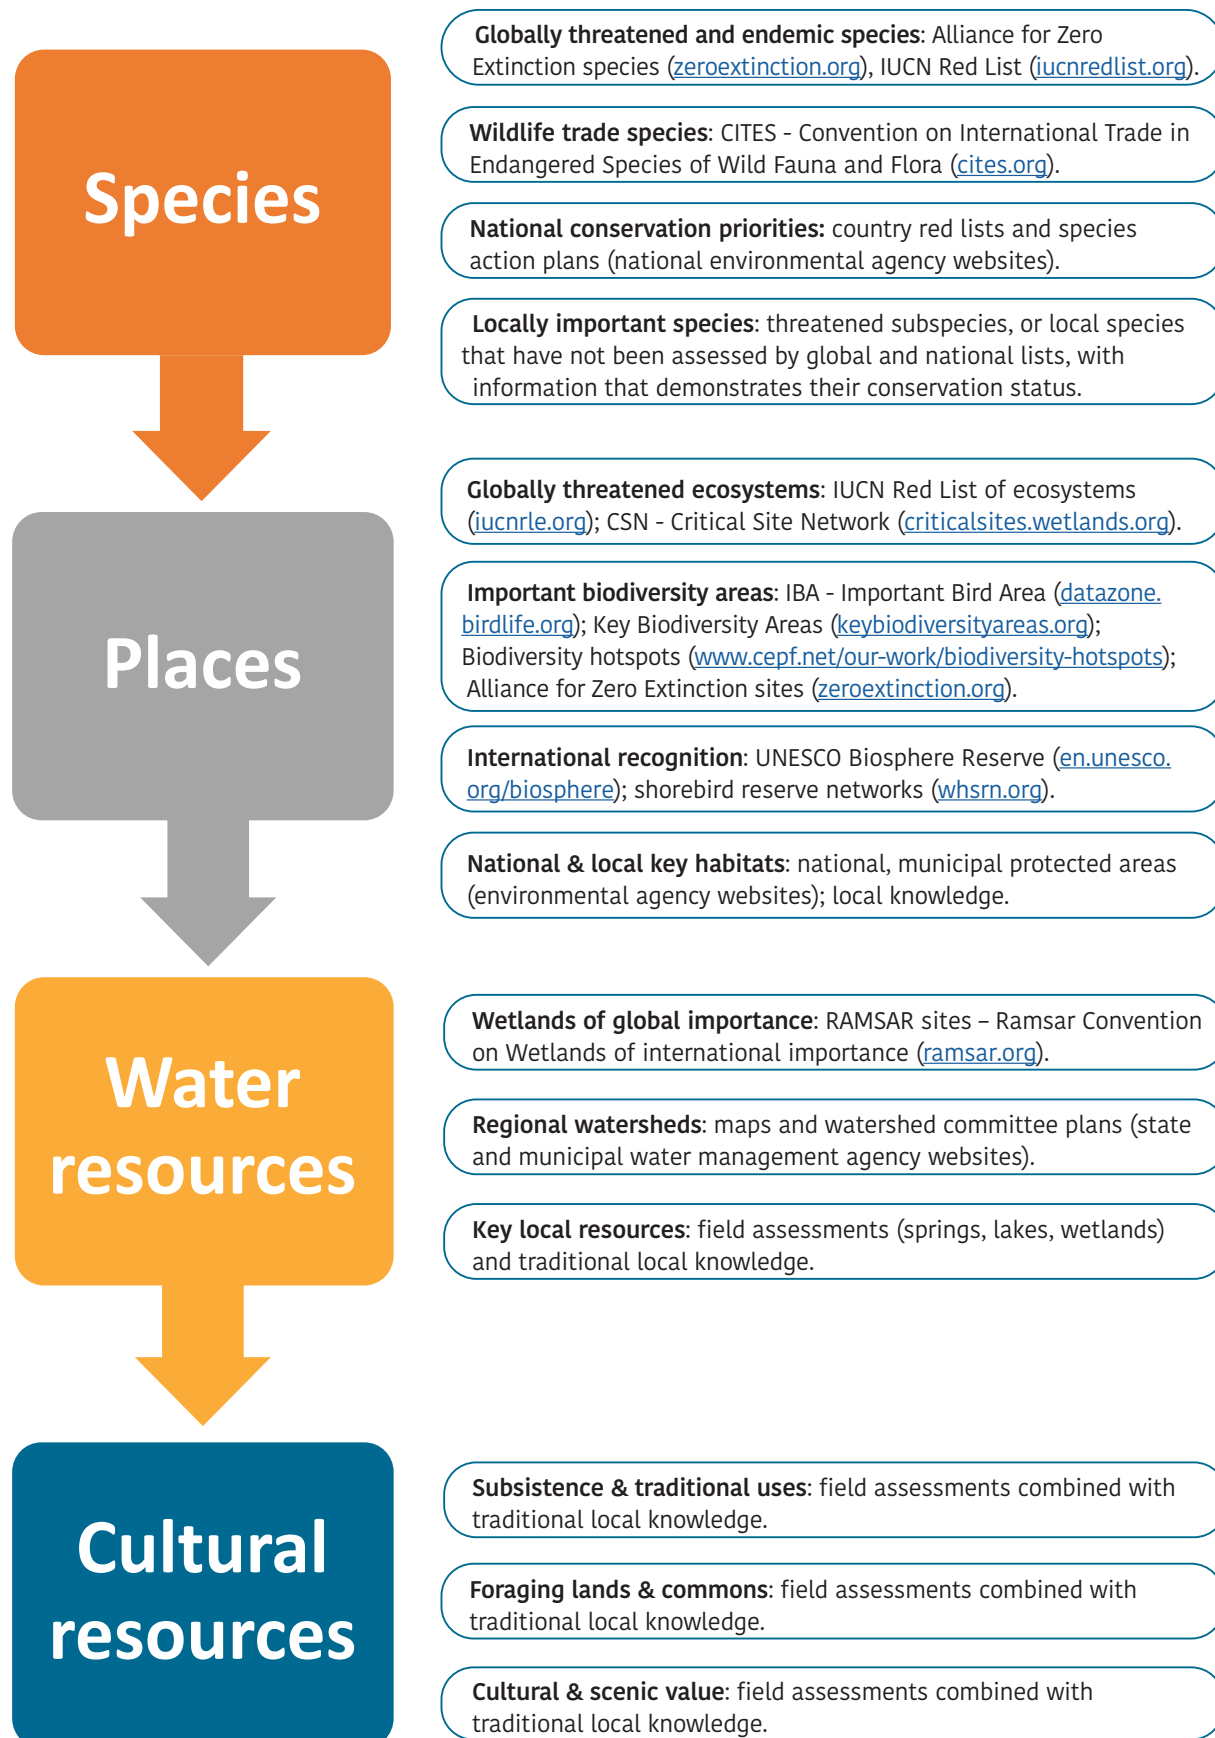 Species
Globally threatened and endemic species: Alliance for Zero
Extinction species (zeroextinction.org), IUCN Red List (iucnredlist.org).
Wildlife trade species: CITES - Convention on International Trade in
Endangered Species of Wild Fauna and Flora (cites.org).
National conservation priorities: country red lists and species
action plans (national environmental agency websites).
Locally important species: threatened subspecies, or local species
that have not been assessed by global and national lists, with
information that demonstrates their conservation status.
Places
Globally threatened ecosystems: IUCN Red List of ecosystems
(iucnrle.org); CSN - Critical Site Network (criticalsites.wetlands.org).
Important biodiversity areas: IBA - Important Bird Area (datazone.
birdlife.org); Key Biodiversity Areas (keybiodiversityareas.org);
Biodiversity hotspots (www.cepf.net/our-work/biodiversity-hotspots);
Alliance for Zero Extinction sites (zeroextinction.org).
International recognition: UNESCO Biosphere Reserve (en.unesco.
org/biosphere); shorebird reserve networks (whsrn.org).
National & local key habitats: national, municipal protected areas
(environmental agency websites); local knowledge.
Water
resources
Wetlands of global importance: RAMSAR sites – Ramsar Convention
on Wetlands of international importance (ramsar.org).
Regional watersheds: maps and watershed committee plans (state
and municipal water management agency websites).
Key local resources: field assessments (springs, lakes, wetlands)
and traditional local knowledge.
Cultural
resources
Subsistence & traditional uses: field assessments combined with
traditional local knowledge.
Foraging lands & commons: field assessments combined with
traditional local knowledge.
Cultural & scenic value: field assessments combined with
traditional local knowledge.